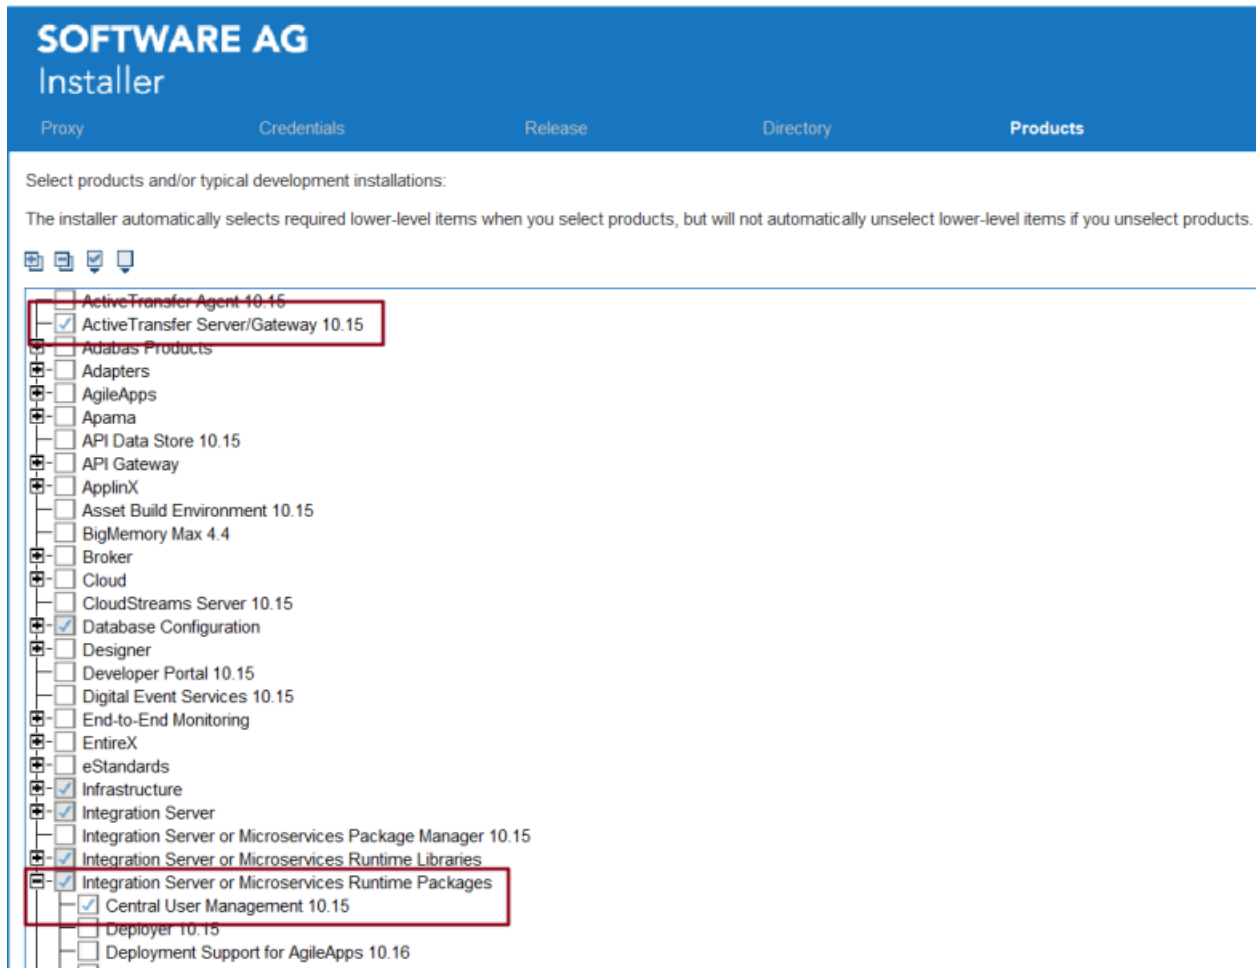 SOFTWARE AG
Installer
Proxy Credentials Release Directory Products
Select products and/or typical development installations:
The installer automatically selects required lower-level items when you select products, but will not automatically unselect lower-level items if you unselect products.
ActiveTransfer Agent 10.15
ActiveTransfer Server/Gateway 10.15
Adabas Products
Adapters
AgileApps
Apama
API Data Store 10.15
API Gateway
ApplinX
Asset Build Environment 10.15
BigMemory Max 4.4
Broker
Cloud
CloudStreams Server 10.15
Database Configuration
Designer
Developer Portal 10.15
Digital Event Services 10.15
End-to-End Monitoring
EntireX
eStandards
Infrastructure
Integration Server
Integration Server or Microservices Package Manager 10.15
Integration Server or Microservices Runtime Libraries
Integration Server or Microservices Runtime Packages
Central User Management 10.15
Deployer 10.15
Deployment Support for AgileApps 10.16